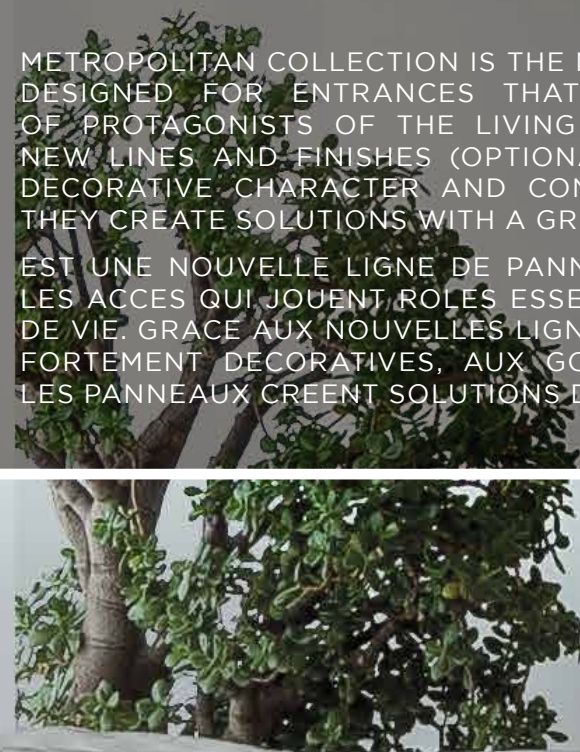 METROPOLITAN COLLECTION IS THE
DESIGNED FOR ENTRANCES THAT
OF PROTAGONISTS OF THE LIVING
NEW LINES AND FINISHES (OPTION
DECORATIVE CHARACTER AND CON
THEY CREATE SOLUTIONS WITH A GR
EST UNE NOUVELLE LIGNE DE PANN
LES ACCES QUI JOUENT ROLES ESSE
DE VIE. GRACE AUX NOUVELLES LIGN
FORTEMENT DECORATIVES, AUX GO
LES PANNEAUX CREENT SOLUTIONS D